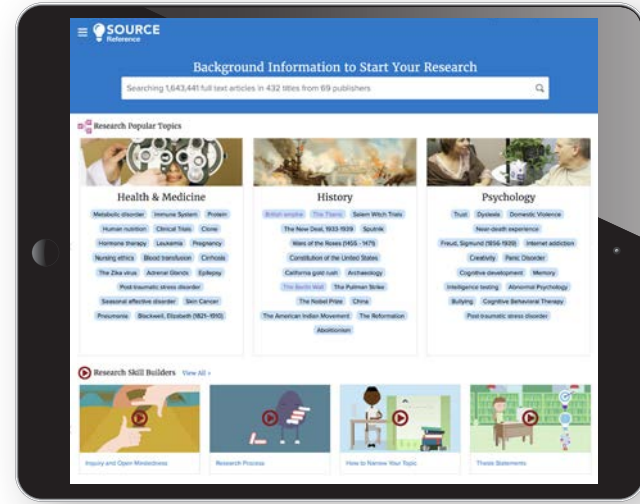 SOURCE
Reference
Background Information to Start Your Research
Searching 1,643,441 full text articles in 432 titles from 69 publishers
Research Popular Topics
Health & Medicine
Metabolic disorder Immune System Protein
Human nutrition Clinical Trials Clone
Hormone therapy Leukemia Pregnancy
Nursing ethics Blood transfusion Cirrhosis
The Zika virus Adrenal Glands Epilepsy
Post-traumatic stress disorder
Seasonal affective disorder Skin Cancer
Pneumonia Blackwell, Elizabeth (1821-1910)
History
British empire The Titanic Salem Witch Trials
The New Deal, 1933-1939 Sputnik
Wars of the Roses (1455 - 1471)
Constitution of the United States
California gold rush Archaeology
The Berlin Wall The Pullman Strike
The Nobel Prize China
The American Indian Movement The Reformation
Abolitionism
Psychology
Trust Dyslexia Domestic Violence
Near-death experience
Freud, Sigmund (1856-1939) Internet addiction
Creativity Panic Disorder
Cognitive development Memory
Intelligence testing Abnormal Psychology
Bullying Cognitive Behavioral Therapy
Post-traumatic stress disorder
Research Skill Builders View All >
Inquiry and Open-Mindedness
Research Process
How to Narrow Your Topic
Thesis Statements